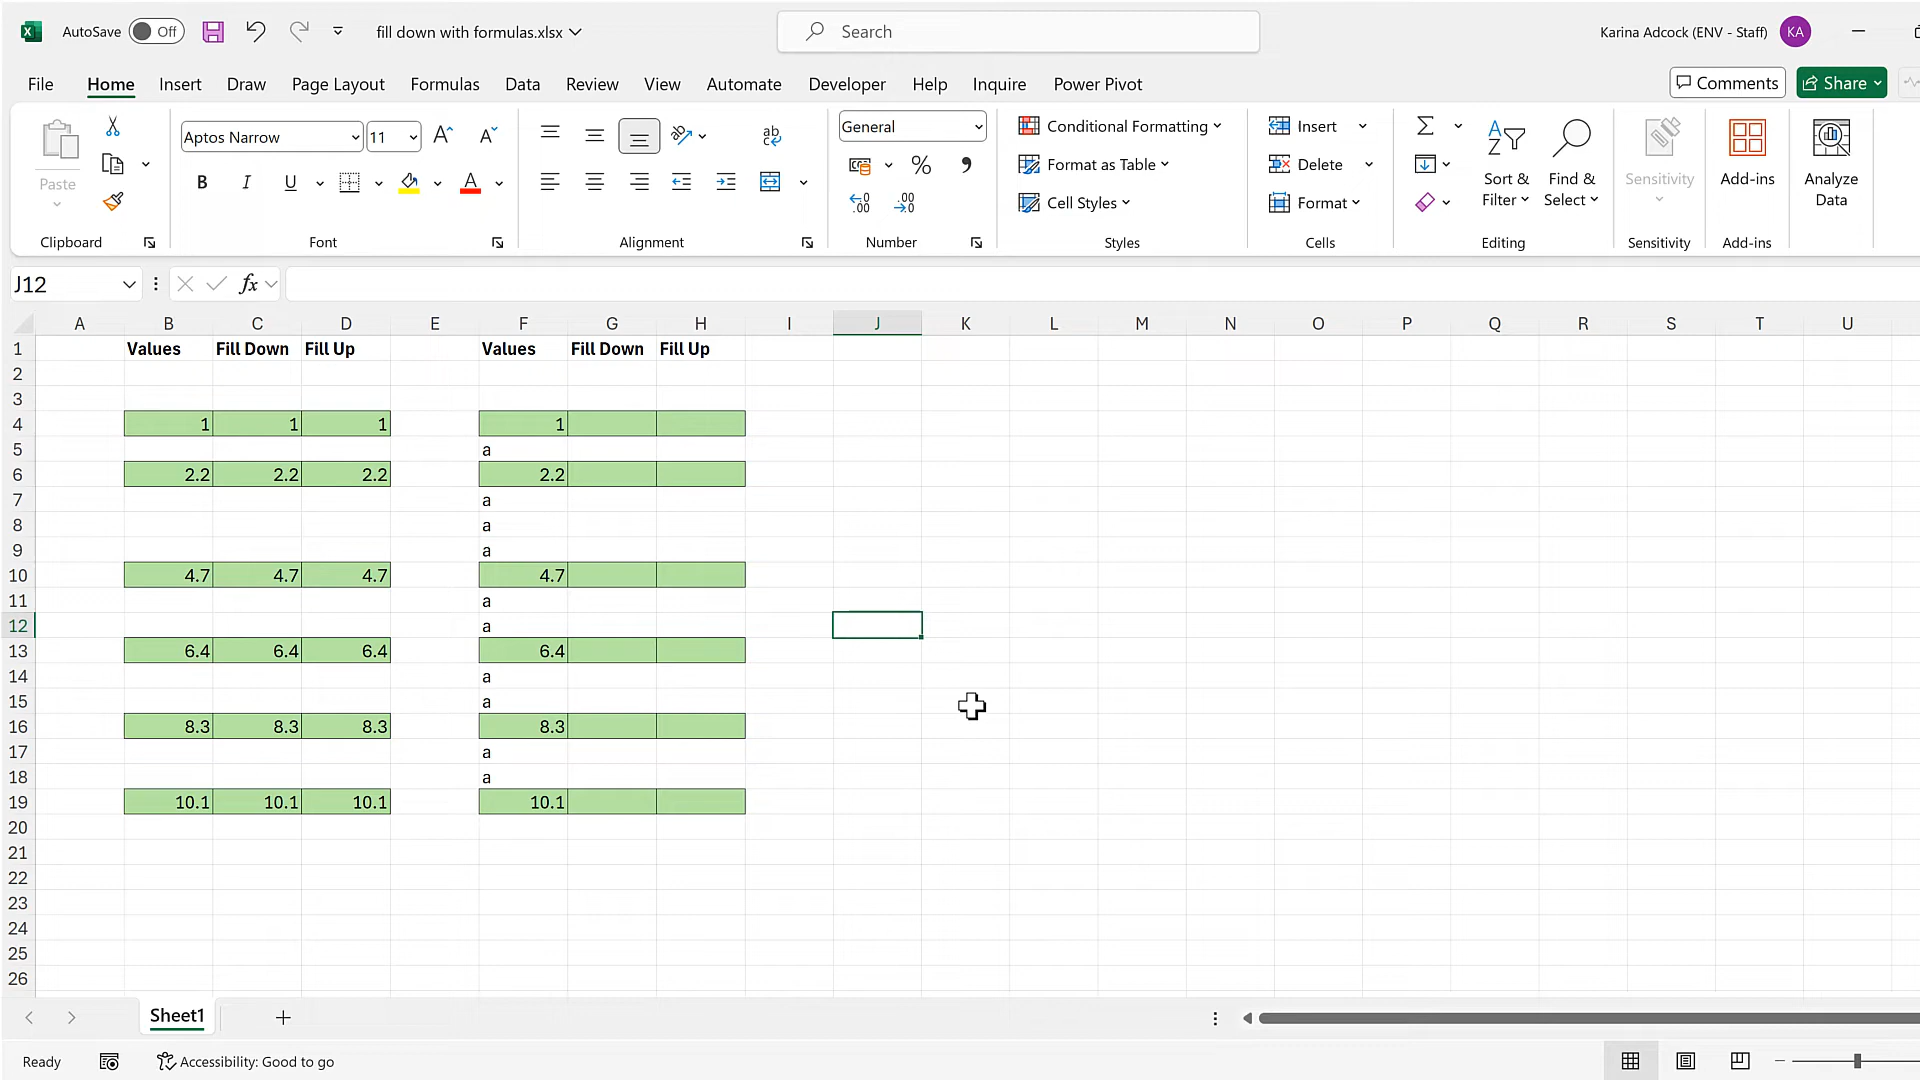 AutoSave Off fill down with formulas.xlsx Search Karina Adcock (ENV - Staff) KA
File Home Insert Draw Page Layout Formulas Data Review View Automate Developer Help Inquire Power Pivot Comments Share
Paste
Clipboard
Aptos Narrow 11
B I U
Font
Alignment
General
Number
Conditional Formatting
Format as Table
Cell Styles
Styles
Insert
Delete
Format
Cells
Sort & Filter
Find & Select
Editing
Sensitivity
Sensitivity
Add-ins
Add-ins
Analyze Data
J12 fx
A B C D E F G H I J K L M N O P Q R S T U
1 Values Fill Down Fill Up Values Fill Down Fill Up
2
3
4 1 1 1 1
5 a
6 2.2 2.2 2.2 2.2
7 a
8 a
9 a
10 4.7 4.7 4.7 4.7
11 a
12 a
13 6.4 6.4 6.4 6.4
14 a
15 a
16 8.3 8.3 8.3 8.3
17 a
18 a
19 10.1 10.1 10.1 10.1
20
21
22
23
24
25
26
Sheet1
Ready Accessibility: Good to go